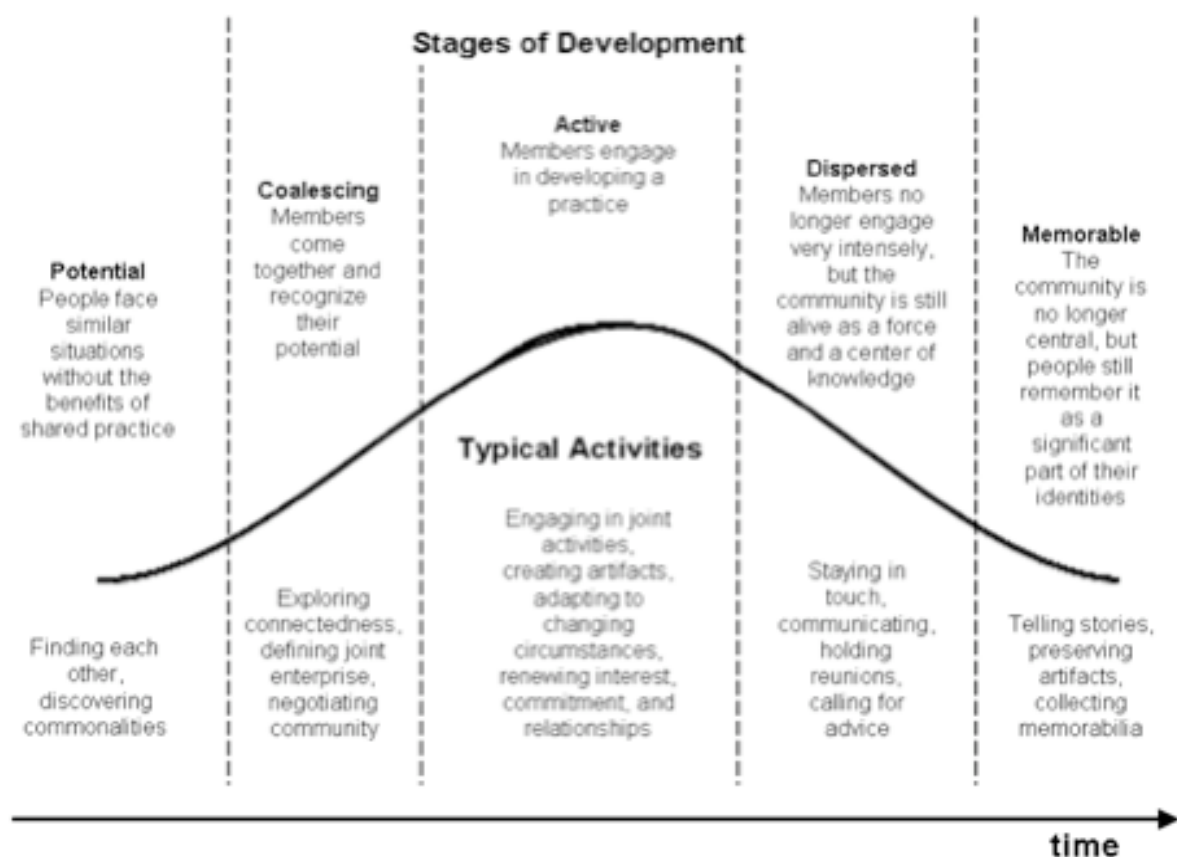 Stages of Development
Potential
People face
similar
situations
without the
benefits of
shared practice
Coalescing
Members
come
together and
recognize
their
potential
Active
Members engage
in developing a
practice
Dispersed
Members no
longer engage
very intensely,
but the
community is still
alive as a force
and a center of
knowledge
Memorable
The
community is
no longer
central, but
people still
remember it
as a
significant
part of their
identities
Typical Activities
Finding each
other,
discovering
commonalities
Exploring
connectedness,
defining joint
enterprise,
negotiating
community
Engaging in joint
activities,
creating artifacts,
adapting to
changing
circumstances,
renewing interest,
commitment, and
relationships
Staying in
touch,
communicating,
holding
reunions,
calling for
advice
Telling stories,
preserving
artifacts,
collecting
memorabilia
time